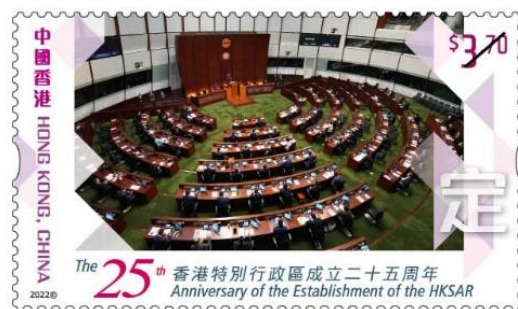 中國香港 HONG KONG, CHINA
$3.70
定
The 25th 香港特別行政區成立二十五周年
Anniversary of the Establishment of the HKSAR
2022©